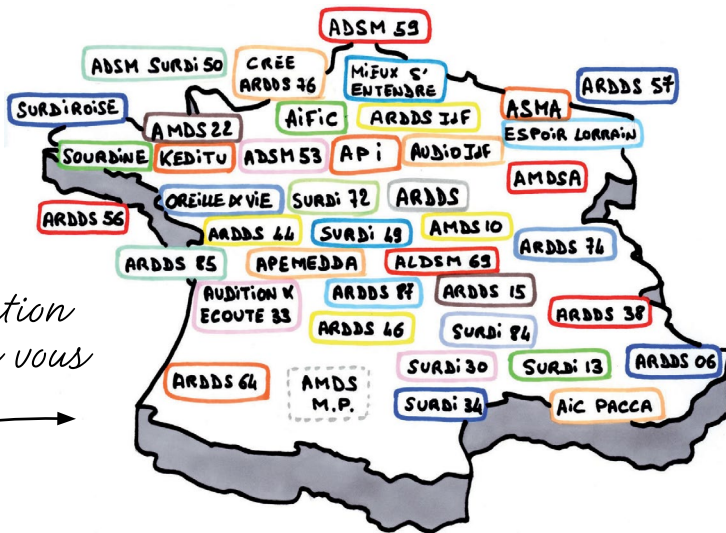 ADSM 59
ADSM SURDI 50
CRÉE
ARDDS 76
MIEUX S'
ENTENDRE
ARDDS 57
SURDIROISE
AMDS 22
AIFIC
ARDDS IdF
ASMA
ESPOIR LORRAIN
SOURDINE
KEDITU
ADSM 53
API
AUDIO IdF
AMDSA
OREILLE & VIE
SURDI 72
ARDDS
ARDDS 56
ARDDS 44
SURDI 49
AMDS 10
ARDDS 74
ARDDS 85
APEMEDDA
ALDSM 69
AUDITION &
ECOUTE 33
ARDDS 87
ARDDS 15
ARDDS 38
ARDDS 46
SURDI 84
vous
SURDI 30
SURDI 13
ARDDS 06
ARDDS 64
AMDS
M.P.
SURDI 34
AIC PACCA